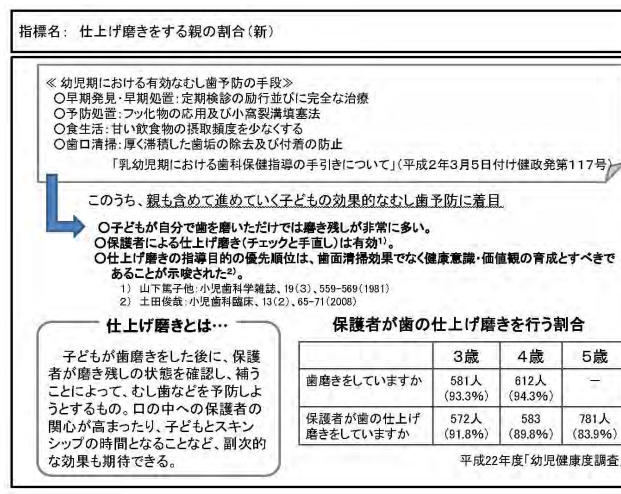 指標名： 仕上げ磨きをする親の割合（新）
≪ 幼児期における有効なむし歯予防の手段≫
○早期発見・早期処置：定期検診の励行並びに完全な治療
○予防処置：フッ化物の応用及び小窩裂溝填塞法
○食生活：甘い飲食物の摂取頻度を少なくする
○歯口清掃：厚く滞積した歯垢の除去及び付着の防止
「乳幼児期における歯科保健指導の手引きについて」（平成２年３月５日付け健政発第１１７号）
このうち、親も含めて進めていく子どもの効果的なむし歯予防に着目
○子どもが自分で歯を磨いただけでは磨き残しが非常に多い。
○保護者による仕上げ磨き（チェックと手直し）は有効1)。
○仕上げ磨きの指導目的の優先順位は、歯面清掃効果でなく健康意識・価値観の育成とすべきで
あることが示唆された2)。
1) 山下篤子他：小児歯科学雑誌、19（3）、559-569（1981）
2) 土田俊哉：小児歯科臨床、13（2）、65-71（2008）
仕上げ磨きとは…
子どもが歯磨きをした後に、保護
者が磨き残しの状態を確認し、補う
ことによって、むし歯などを予防しよ
うとするもの。口の中への保護者の
関心が高まったり、子どもとスキン
シップの時間となることなど、副次的
な効果も期待できる。
保護者が歯の仕上げ磨きを行う割合
３歳 ４歳 ５歳
歯磨きをしていますか 581人 612人 －
（93.3%） （94.3%）
保護者が歯の仕上げ 572人 583 781人
磨きをしていますか （91.8%） （89.8%） （83.9%）
平成22年度「幼児健康度調査」